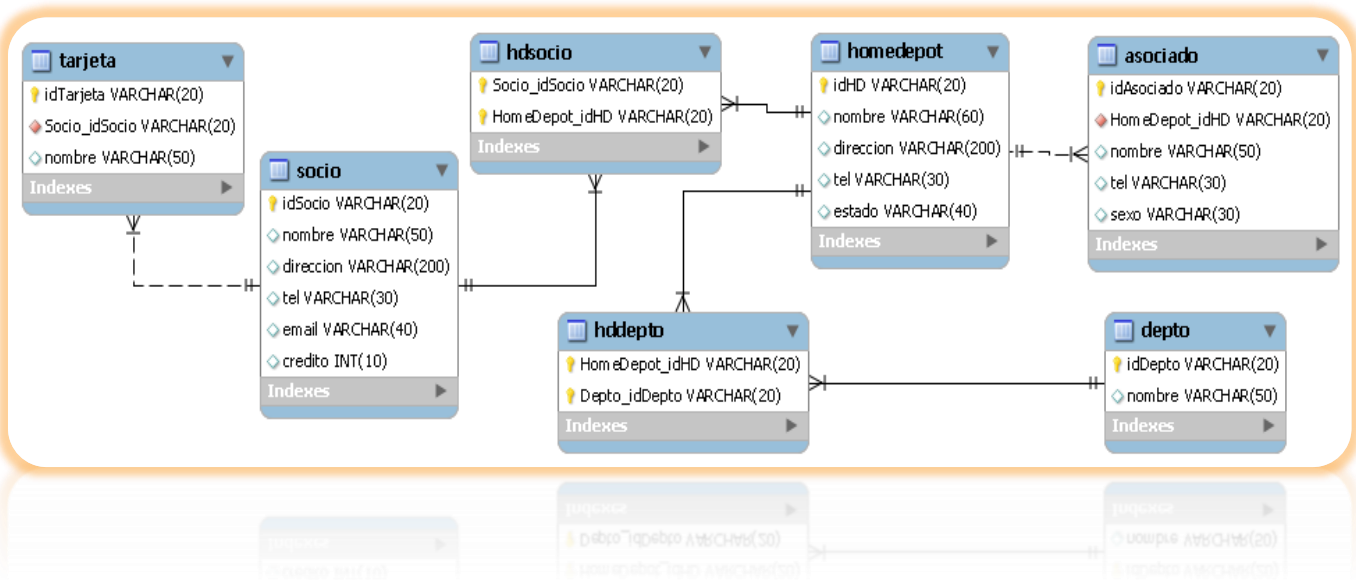 tarjeta
idTarjeta VARCHAR(20)
Socio_idSocio VARCHAR(20)
nombre VARCHAR(50)
Indexes
socio
idSocio VARCHAR(20)
nombre VARCHAR(50)
direccion VARCHAR(200)
tel VARCHAR(30)
email VARCHAR(40)
credito INT(10)
Indexes
hdsocio
Socio_idSocio VARCHAR(20)
HomeDepot_idHD VARCHAR(20)
Indexes
homedepot
idHD VARCHAR(20)
nombre VARCHAR(60)
direccion VARCHAR(200)
tel VARCHAR(30)
estado VARCHAR(40)
Indexes
asociado
idAsociado VARCHAR(20)
HomeDepot_idHD VARCHAR(20)
nombre VARCHAR(50)
tel VARCHAR(30)
sexo VARCHAR(30)
Indexes
hddepto
HomeDepot_idHD VARCHAR(20)
Depto_idDepto VARCHAR(20)
Indexes
depto
idDepto VARCHAR(20)
nombre VARCHAR(50)
Indexes